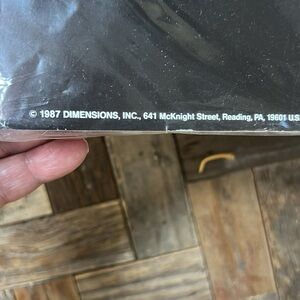 © 1987 DIMENSIONS, INC., 641 McKnight Street, Reading, PA, 19601 U.S